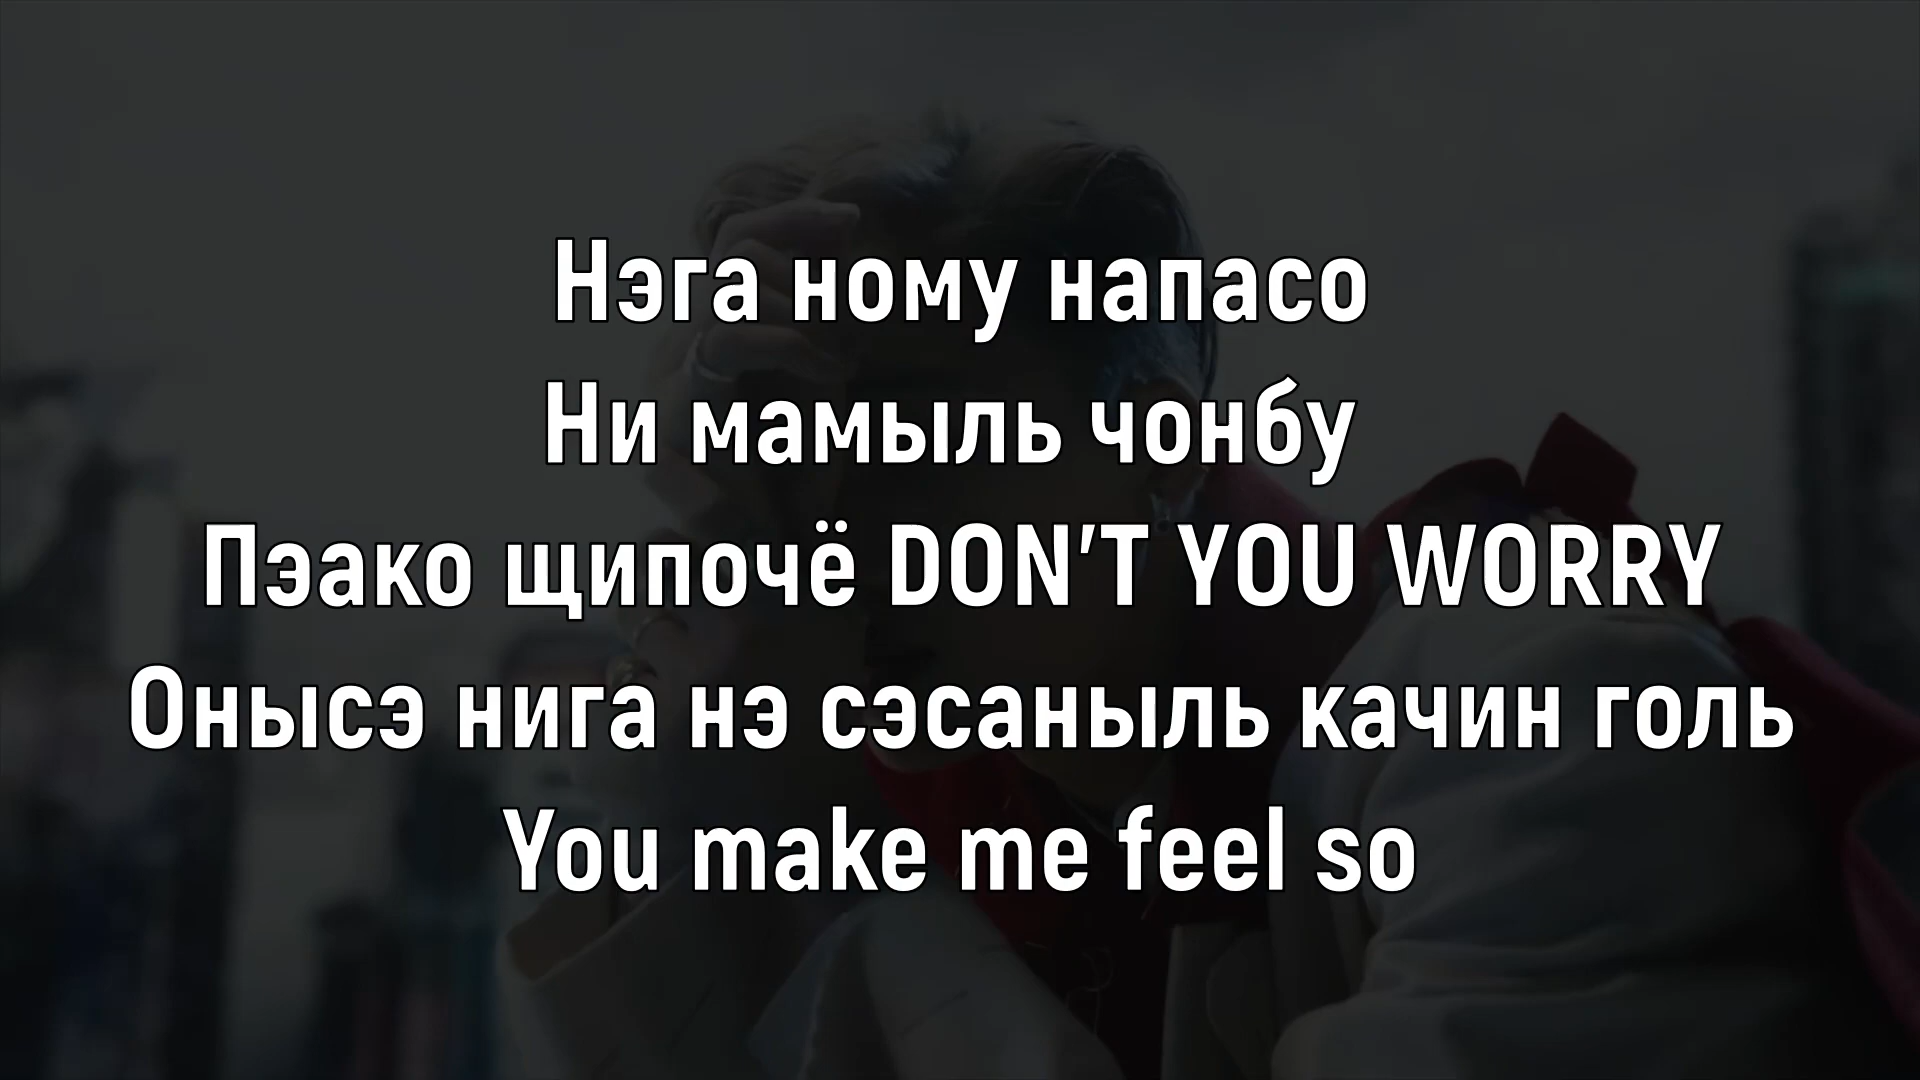 Нэга ному напасо
Ни мамыль чонбу
Пэако щипочё DON'T YOU WORRY
Онысэ нига нэ сэсаныль качин голь
You make me feel so